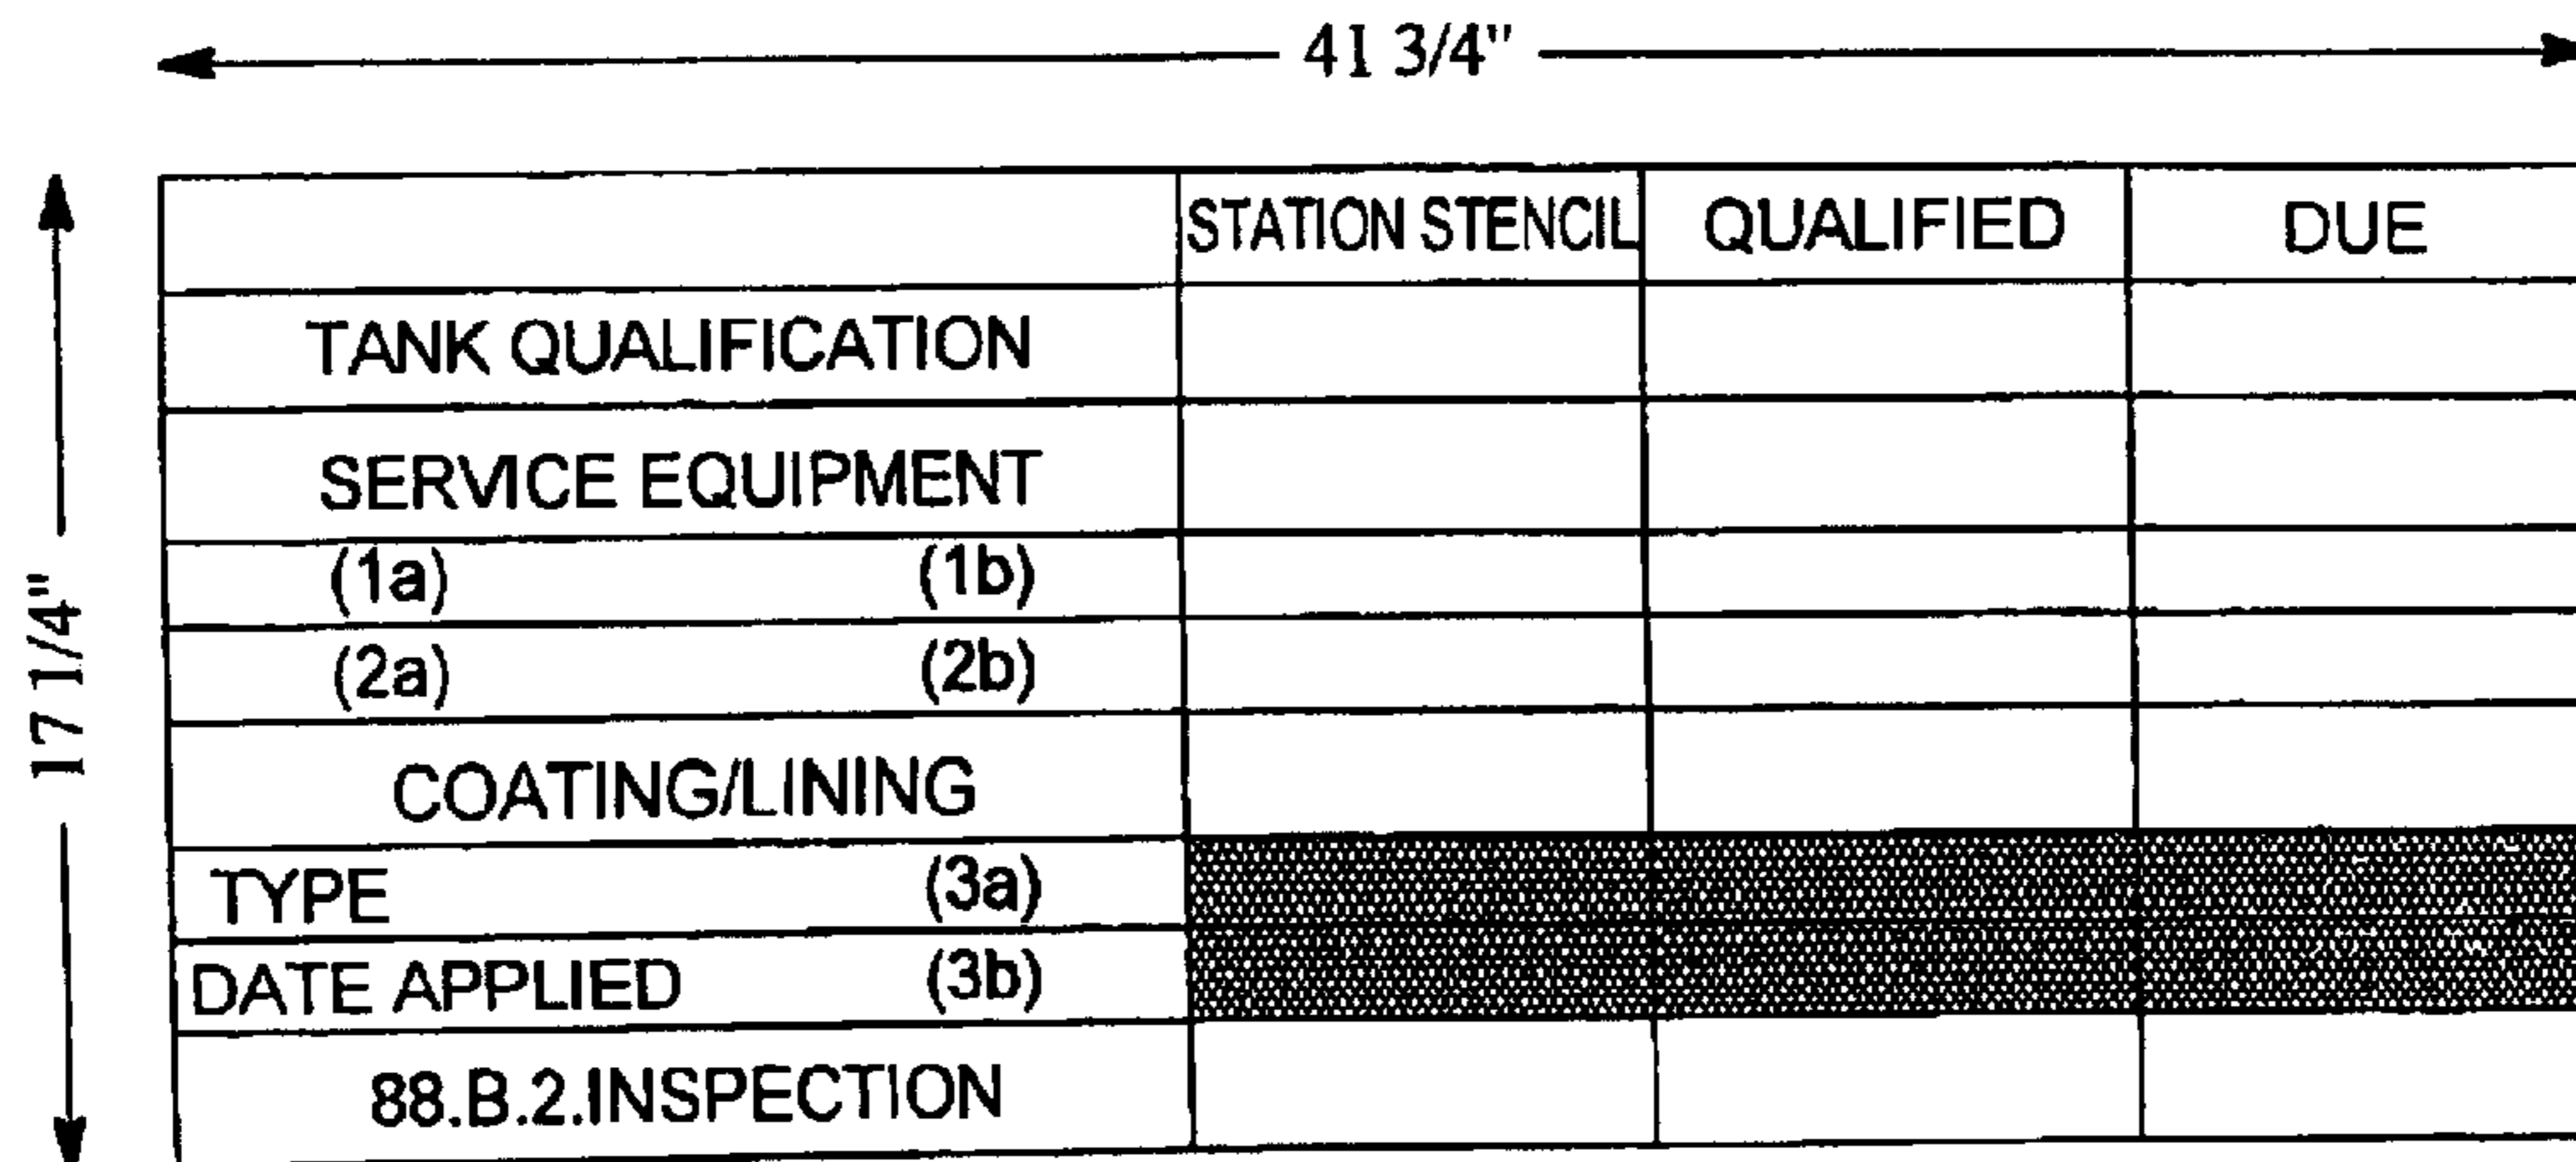 41 3/4"
17 1/4"
STATION STENCIL QUALIFIED DUE
TANK QUALIFICATION
SERVICE EQUIPMENT
(1a) (1b)
(2a) (2b)
COATING/LINING
TYPE (3a)
DATE APPLIED (3b)
88.B.2.INSPECTION